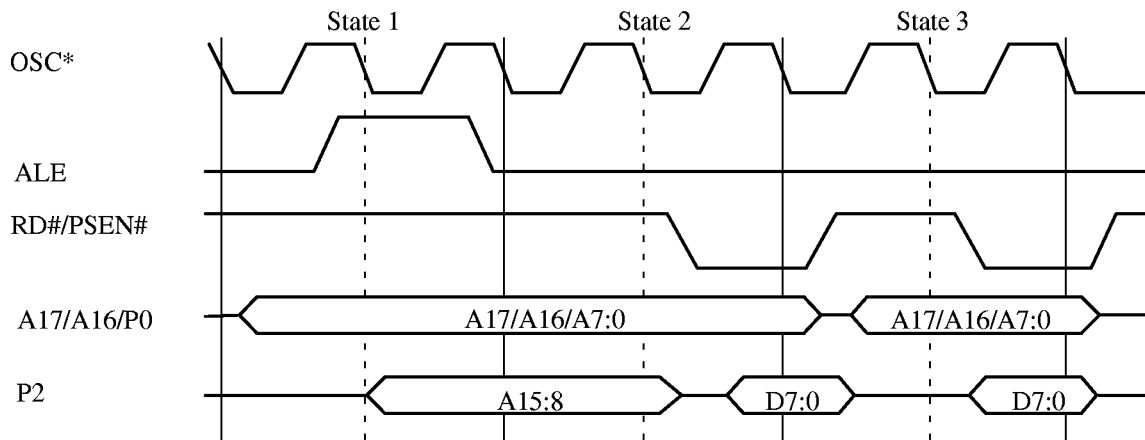 State 1
State 2
State 3
OSC*
ALE
RD#/PSEN#
A17/A16/P0
A17/A16/A7:0
A17/A16/A7:0
P2
A15:8
D7:0
D7:0